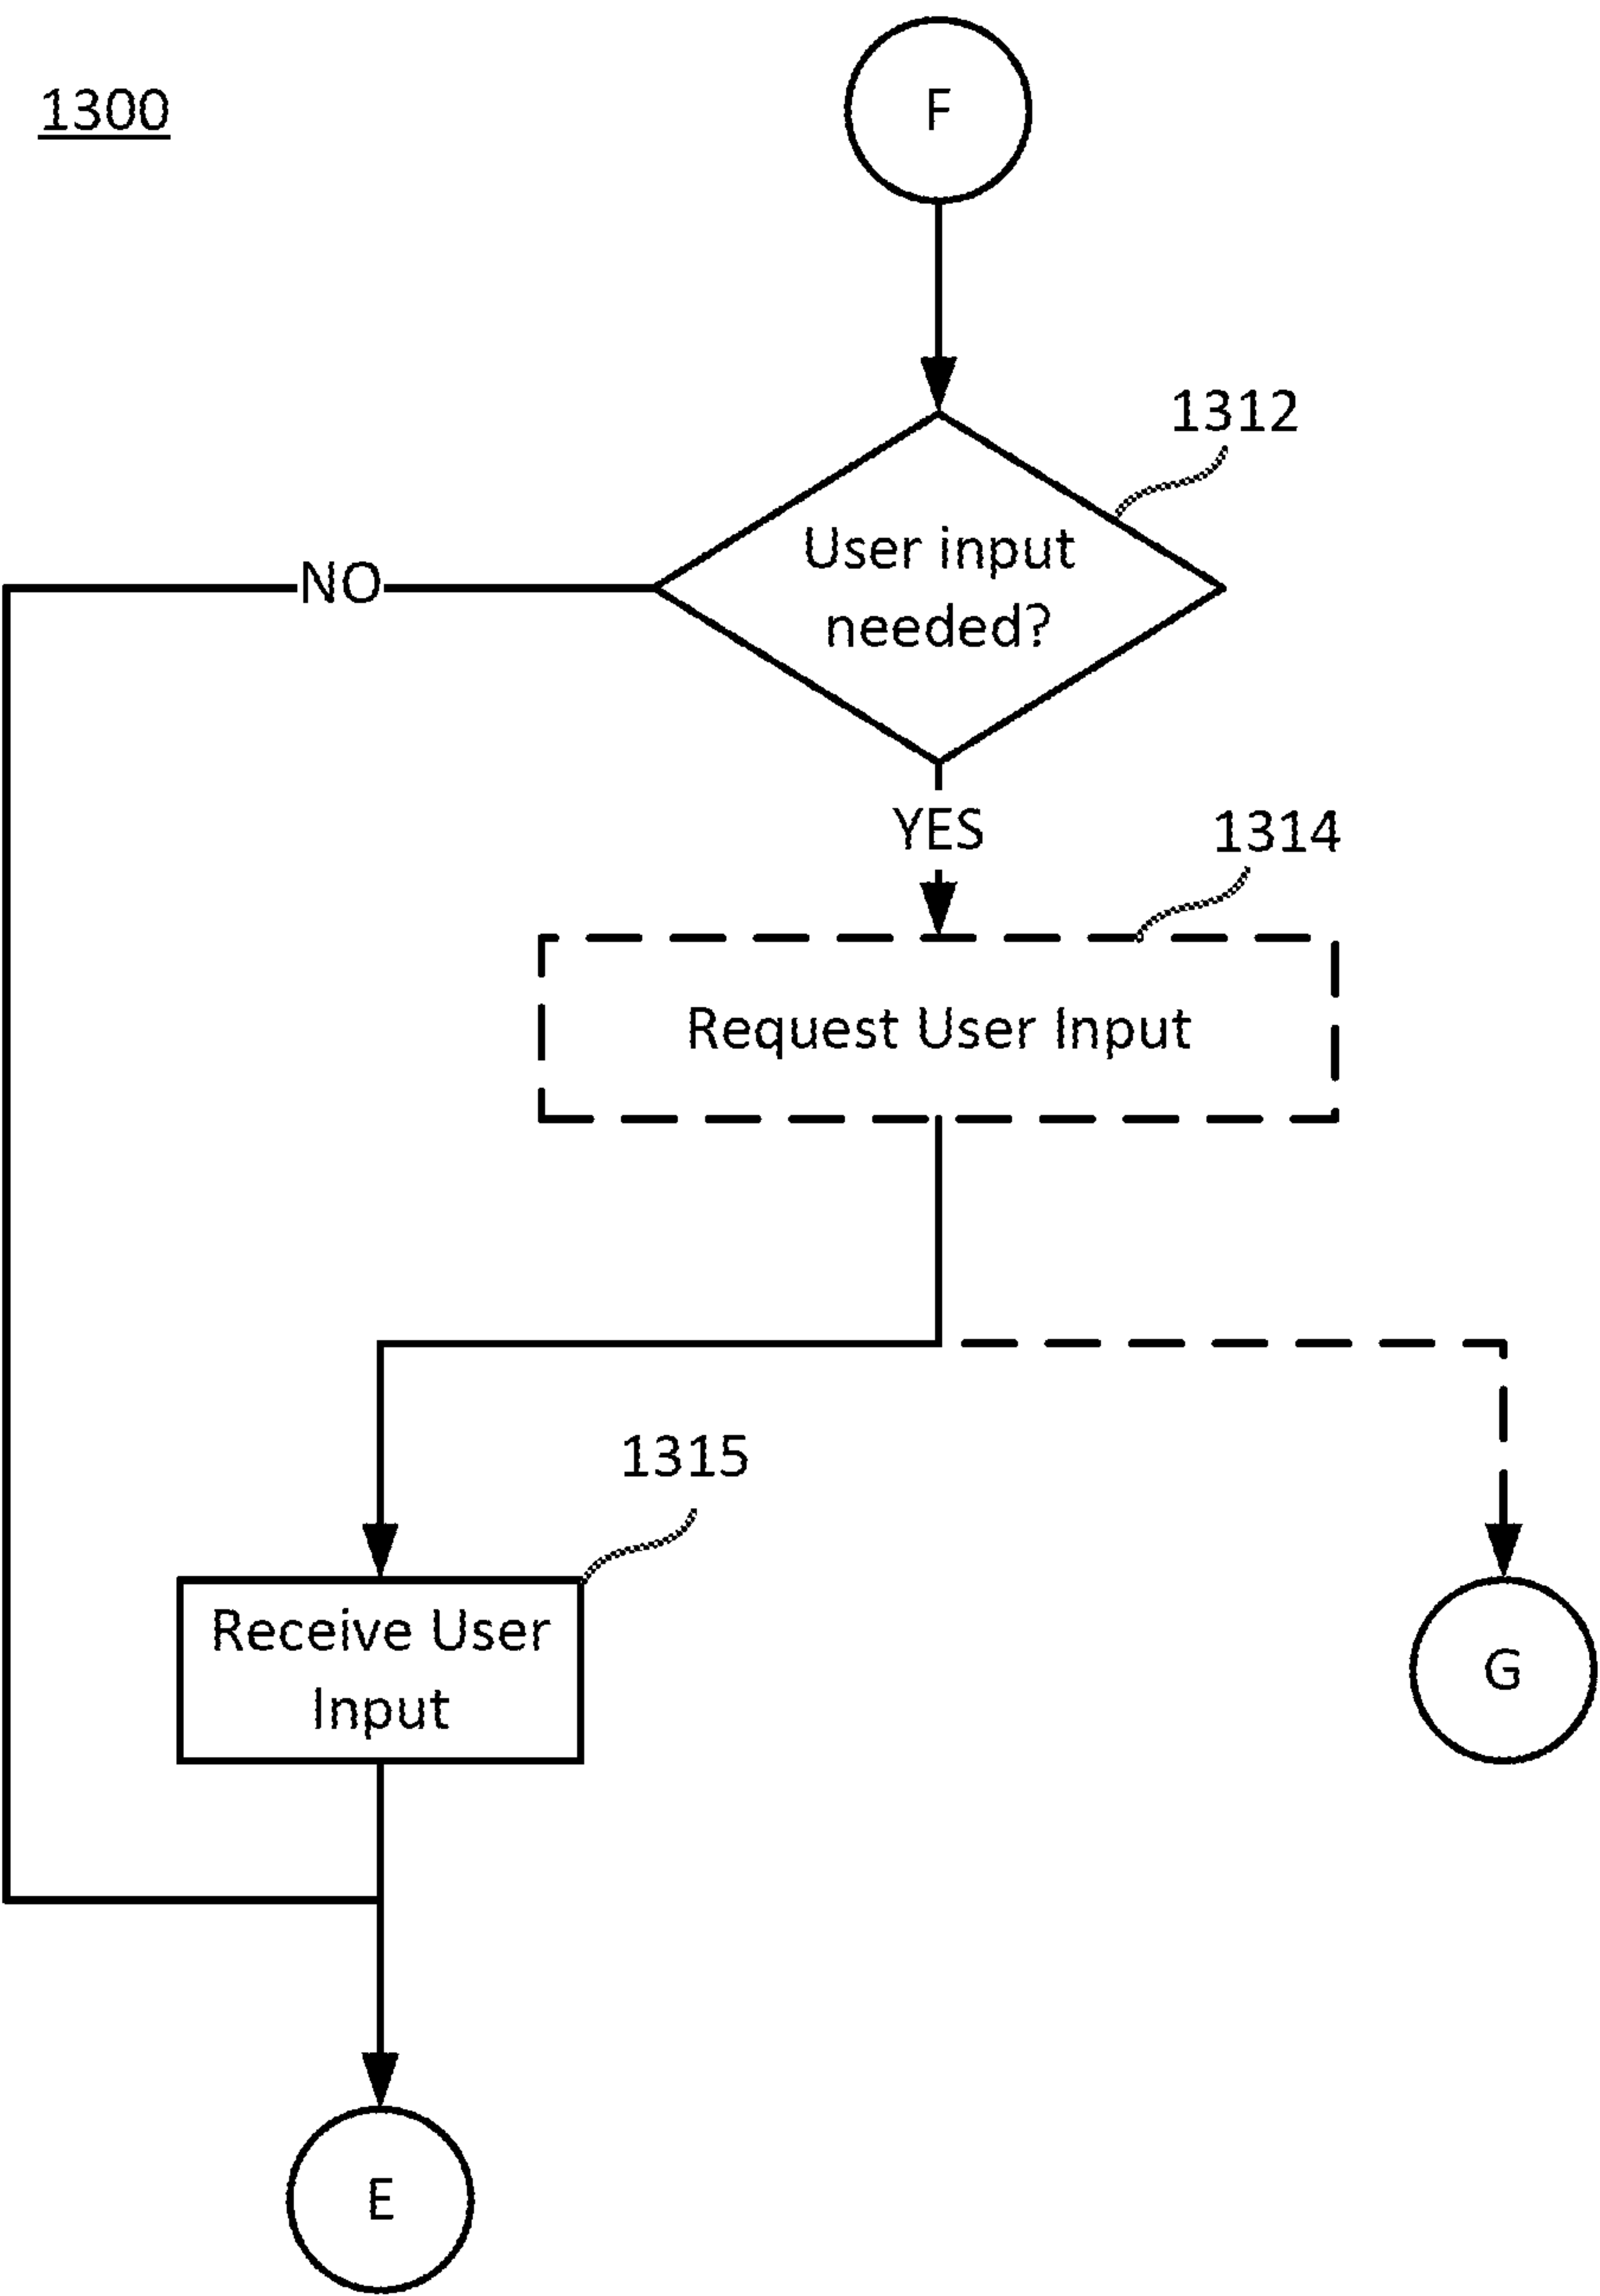 1300
F
1312
User input
needed?
NO
YES
1314
Request User Input
1315
Receive User
Input
G
E